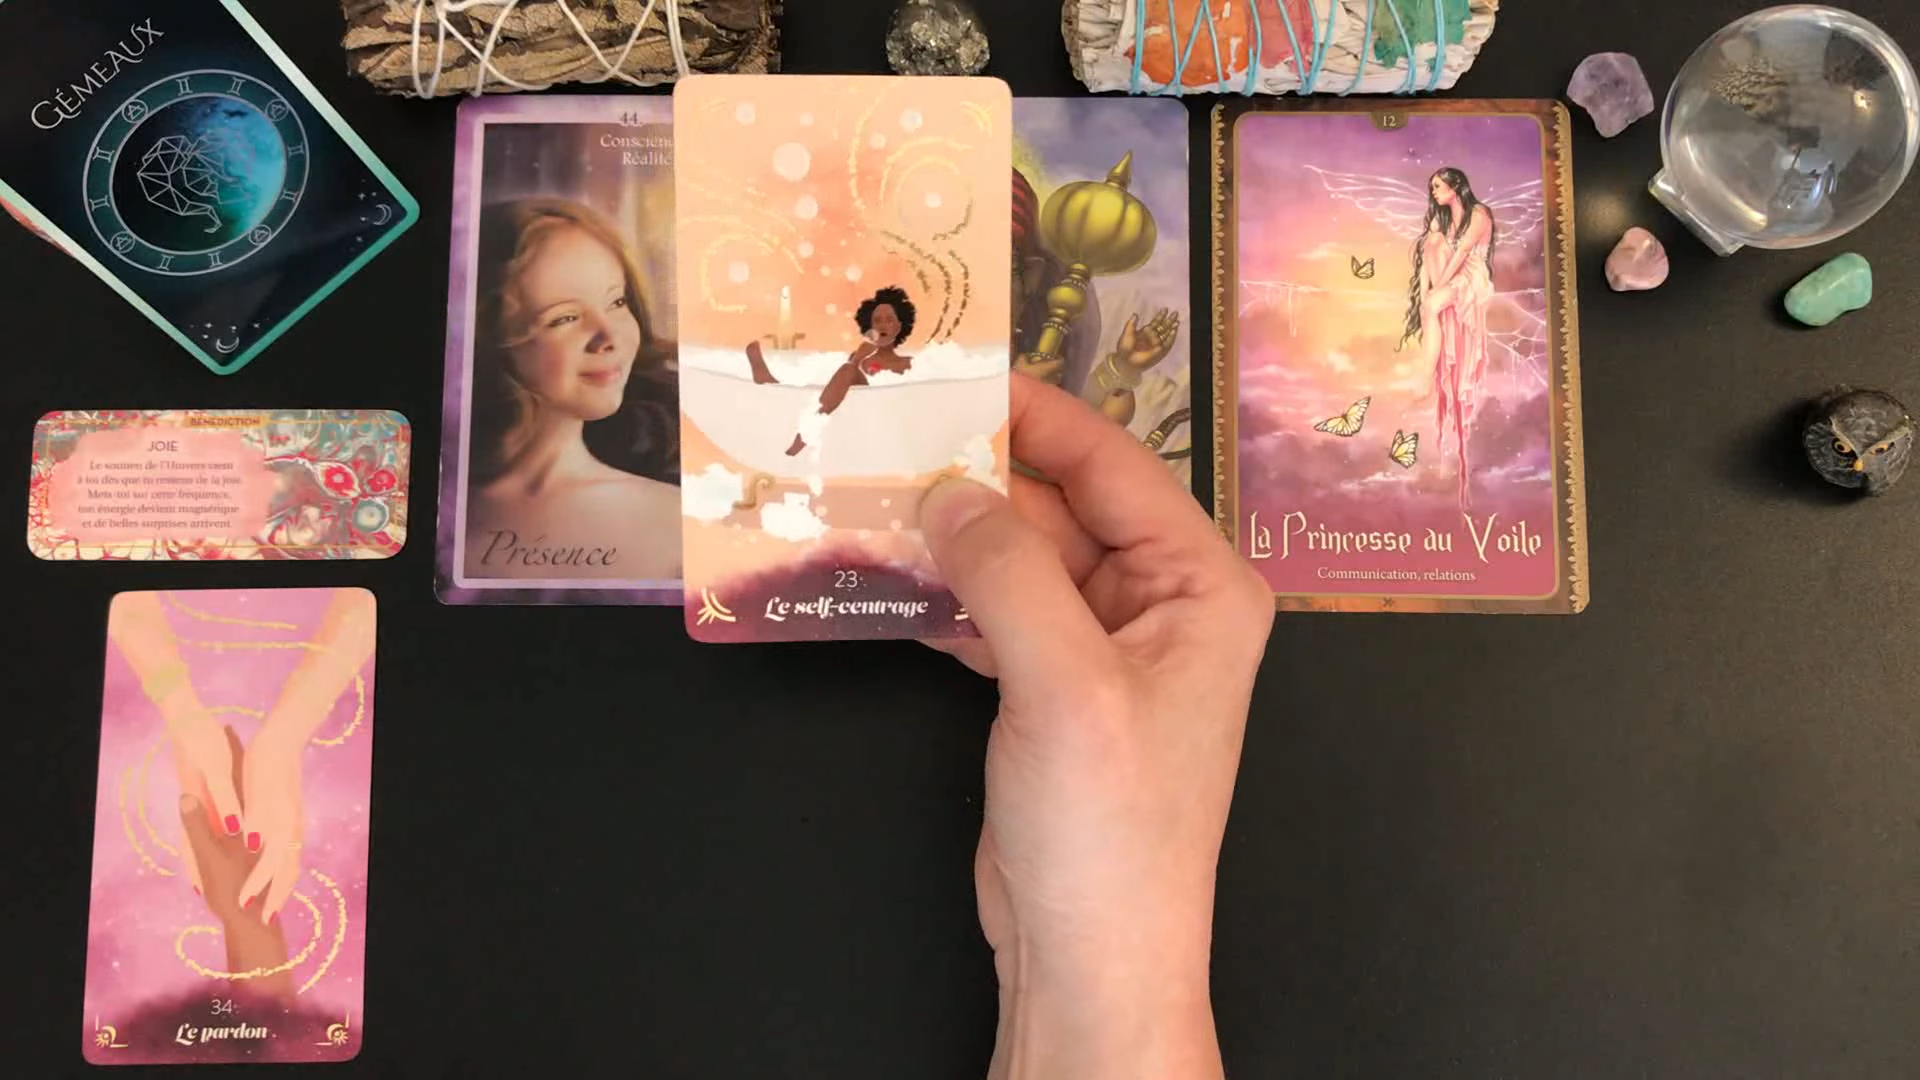 GÉMEAUX
BÉNÉDICTION
JOIE
Le soutien de l'Univers vient
à toi dès que tu ressens de la joie.
Mets-toi sur cette fréquence,
ton énergie devient magnétique
et de belles surprises arrivent.
34
Le pardon
44
Réalité
Présence
23
Le self-centrage
12
La Princesse du Voile
Communication, relations